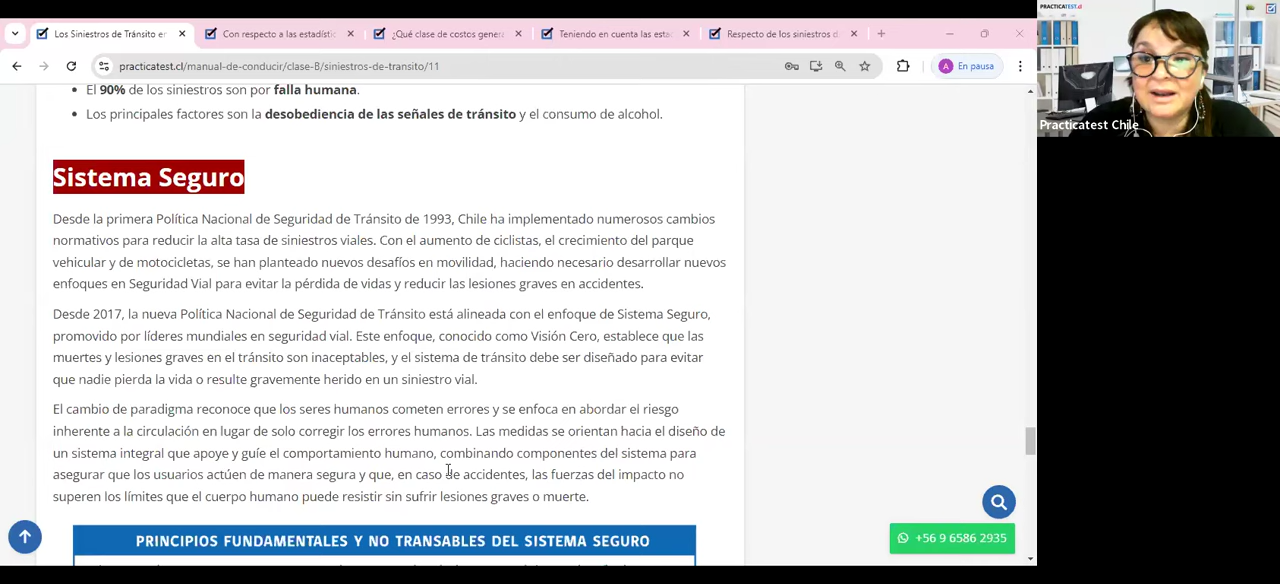 PRACTICATEST.cl
Los Siniestros de Tránsito en
Con respecto a las estadístic
¿Qué clase de costos genera
Teniendo en cuenta las esta
Respecto de los siniestros d
practicatest.cl/manual-de-conducir/clase-B/siniestros-de-transito/11
A En pausa
Practicatest Chile
El 90% de los siniestros son por falla humana.
Los principales factores son la desobediencia de las señales de tránsito y el consumo de alcohol.
Sistema Seguro
Desde la primera Política Nacional de Seguridad de Tránsito de 1993, Chile ha implementado numerosos cambios
normativos para reducir la alta tasa de siniestros viales. Con el aumento de ciclistas, el crecimiento del parque
vehicular y de motocicletas, se han planteado nuevos desafíos en movilidad, haciendo necesario desarrollar nuevos
enfoques en Seguridad Vial para evitar la pérdida de vidas y reducir las lesiones graves en accidentes.
Desde 2017, la nueva Política Nacional de Seguridad de Tránsito está alineada con el enfoque de Sistema Seguro,
promovido por líderes mundiales en seguridad vial. Este enfoque, conocido como Visión Cero, establece que las
muertes y lesiones graves en el tránsito son inaceptables, y el sistema de tránsito debe ser diseñado para evitar
que nadie pierda la vida o resulte gravemente herido en un siniestro vial.
El cambio de paradigma reconoce que los seres humanos cometen errores y se enfoca en abordar el riesgo
inherente a la circulación en lugar de solo corregir los errores humanos. Las medidas se orientan hacia el diseño de
un sistema integral que apoye y guíe el comportamiento humano, combinando componentes del sistema para
asegurar que los usuarios actúen de manera segura y que, en caso de accidentes, las fuerzas del impacto no
superen los límites que el cuerpo humano puede resistir sin sufrir lesiones graves o muerte.
+56 9 6586 2935
PRINCIPIOS FUNDAMENTALES Y NO TRANSABLES DEL SISTEMA SEGURO